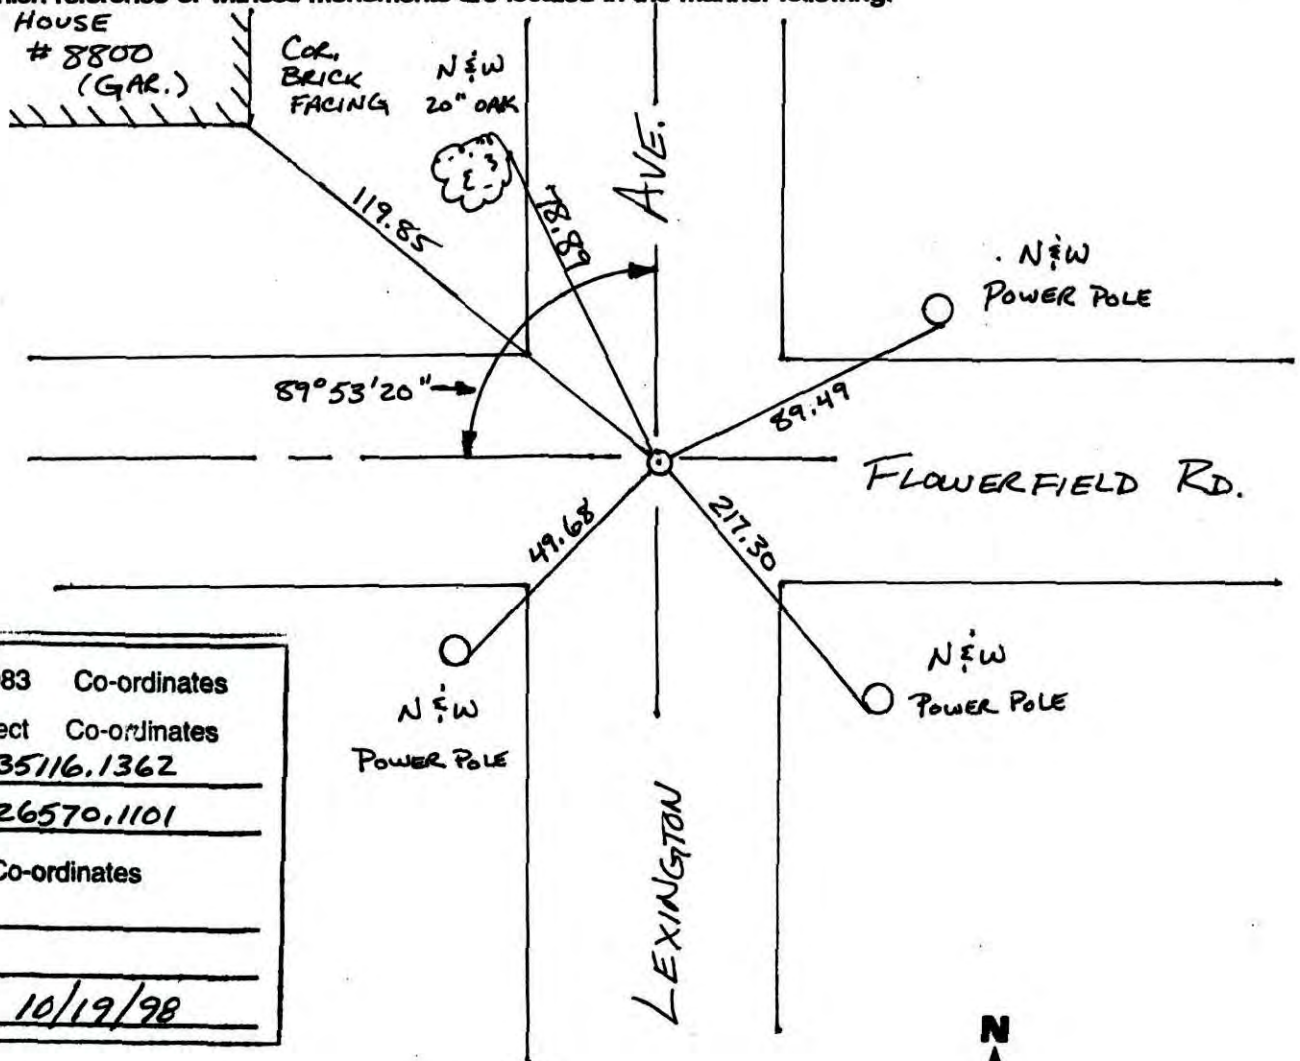 HOUSE
# 8800
(GAR.)
COR.
BRICK
FACING
N & W
20" OAK
AVE.
119.85
78.89
N & W
POWER POLE
89°53'20"
89.49
FLOWERFIELD RD.
49.68
217.30
N & W
POWER POLE
N & W
POWER POLE
LEXINGTON
83 Co-ordinates
ect Co-ordinates
35116.1362
26570.1101
Co-ordinates
10/19/98
N